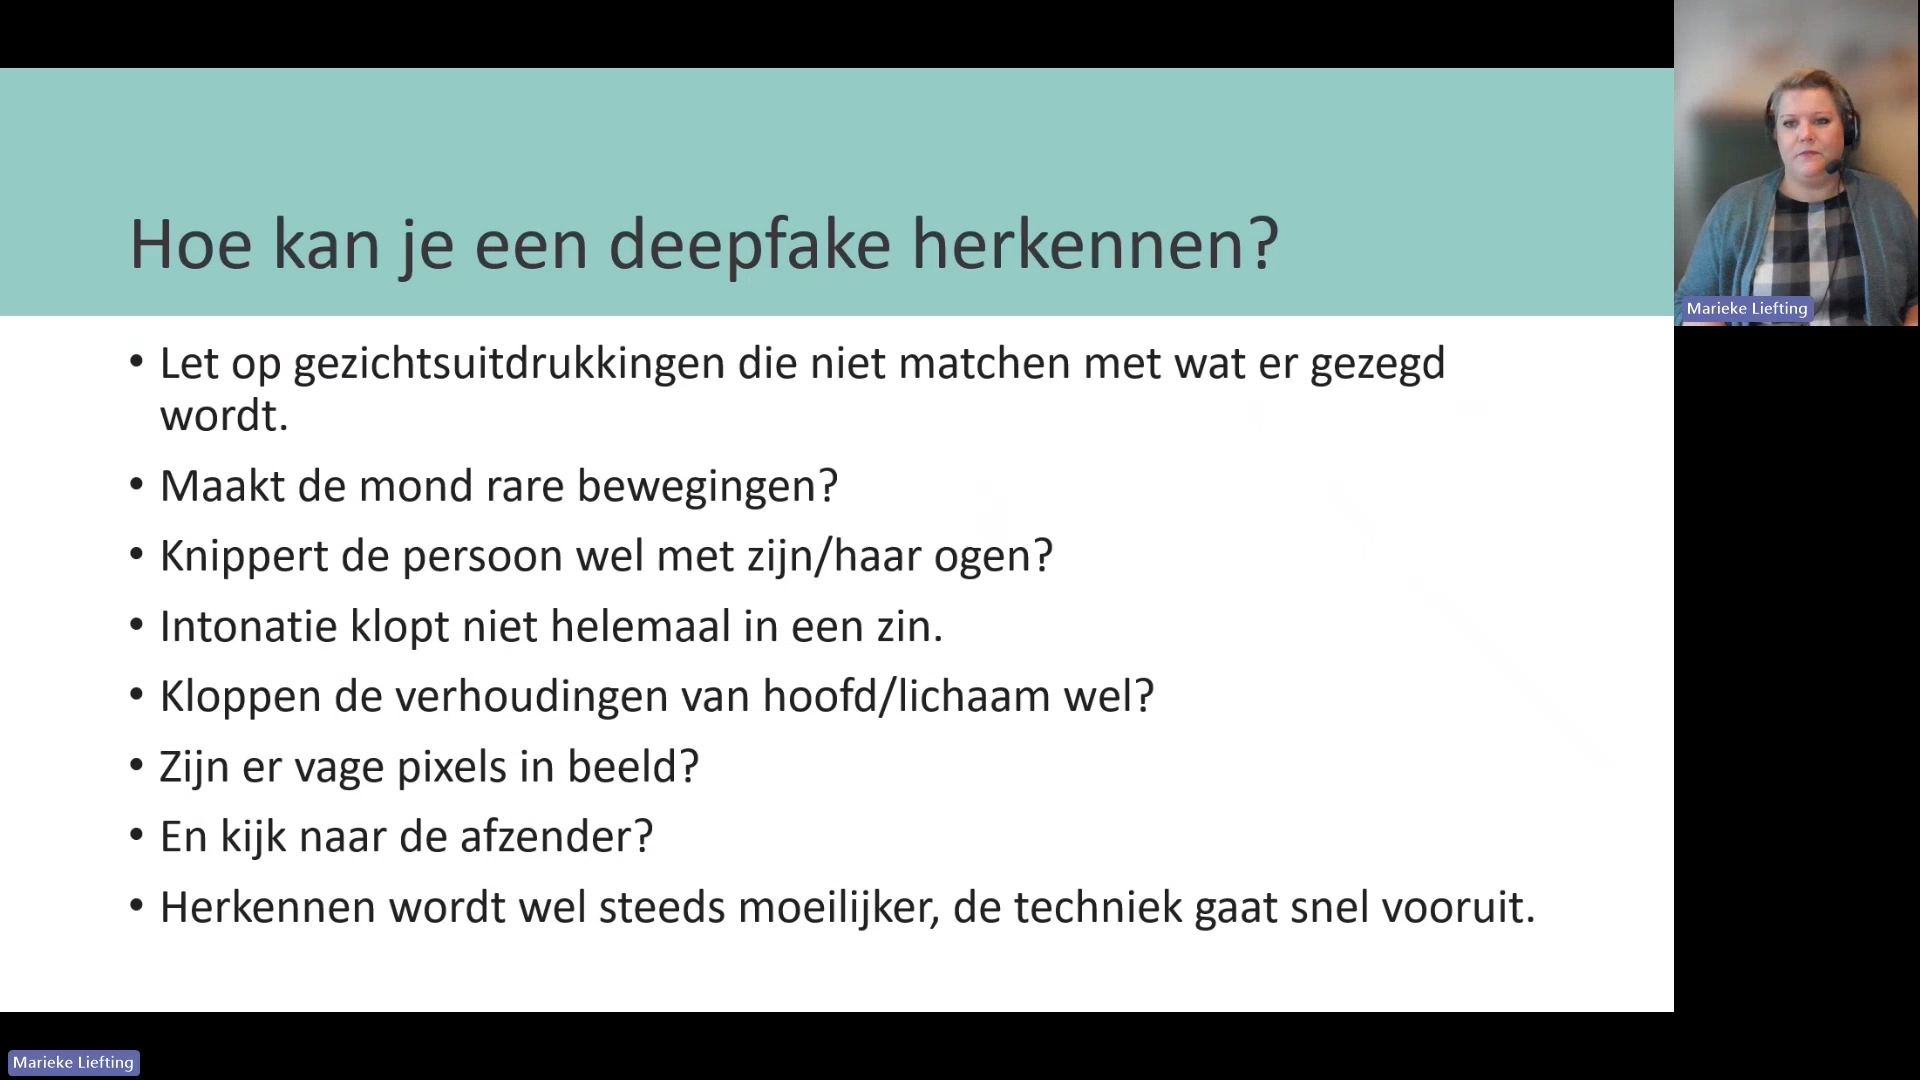 Hoe kan je een deepfake herkennen?
• Let op gezichtsuitdrukkingen die niet matchen met wat er gezegd
wordt.
• Maakt de mond rare bewegingen?
• Knippert de persoon wel met zijn/haar ogen?
• Intonatie klopt niet helemaal in een zin.
• Kloppen de verhoudingen van hoofd/lichaam wel?
• Zijn er vage pixels in beeld?
• En kijk naar de afzender?
• Herkennen wordt wel steeds moeilijker, de techniek gaat snel vooruit.
Marieke Liefting
Marieke Liefting